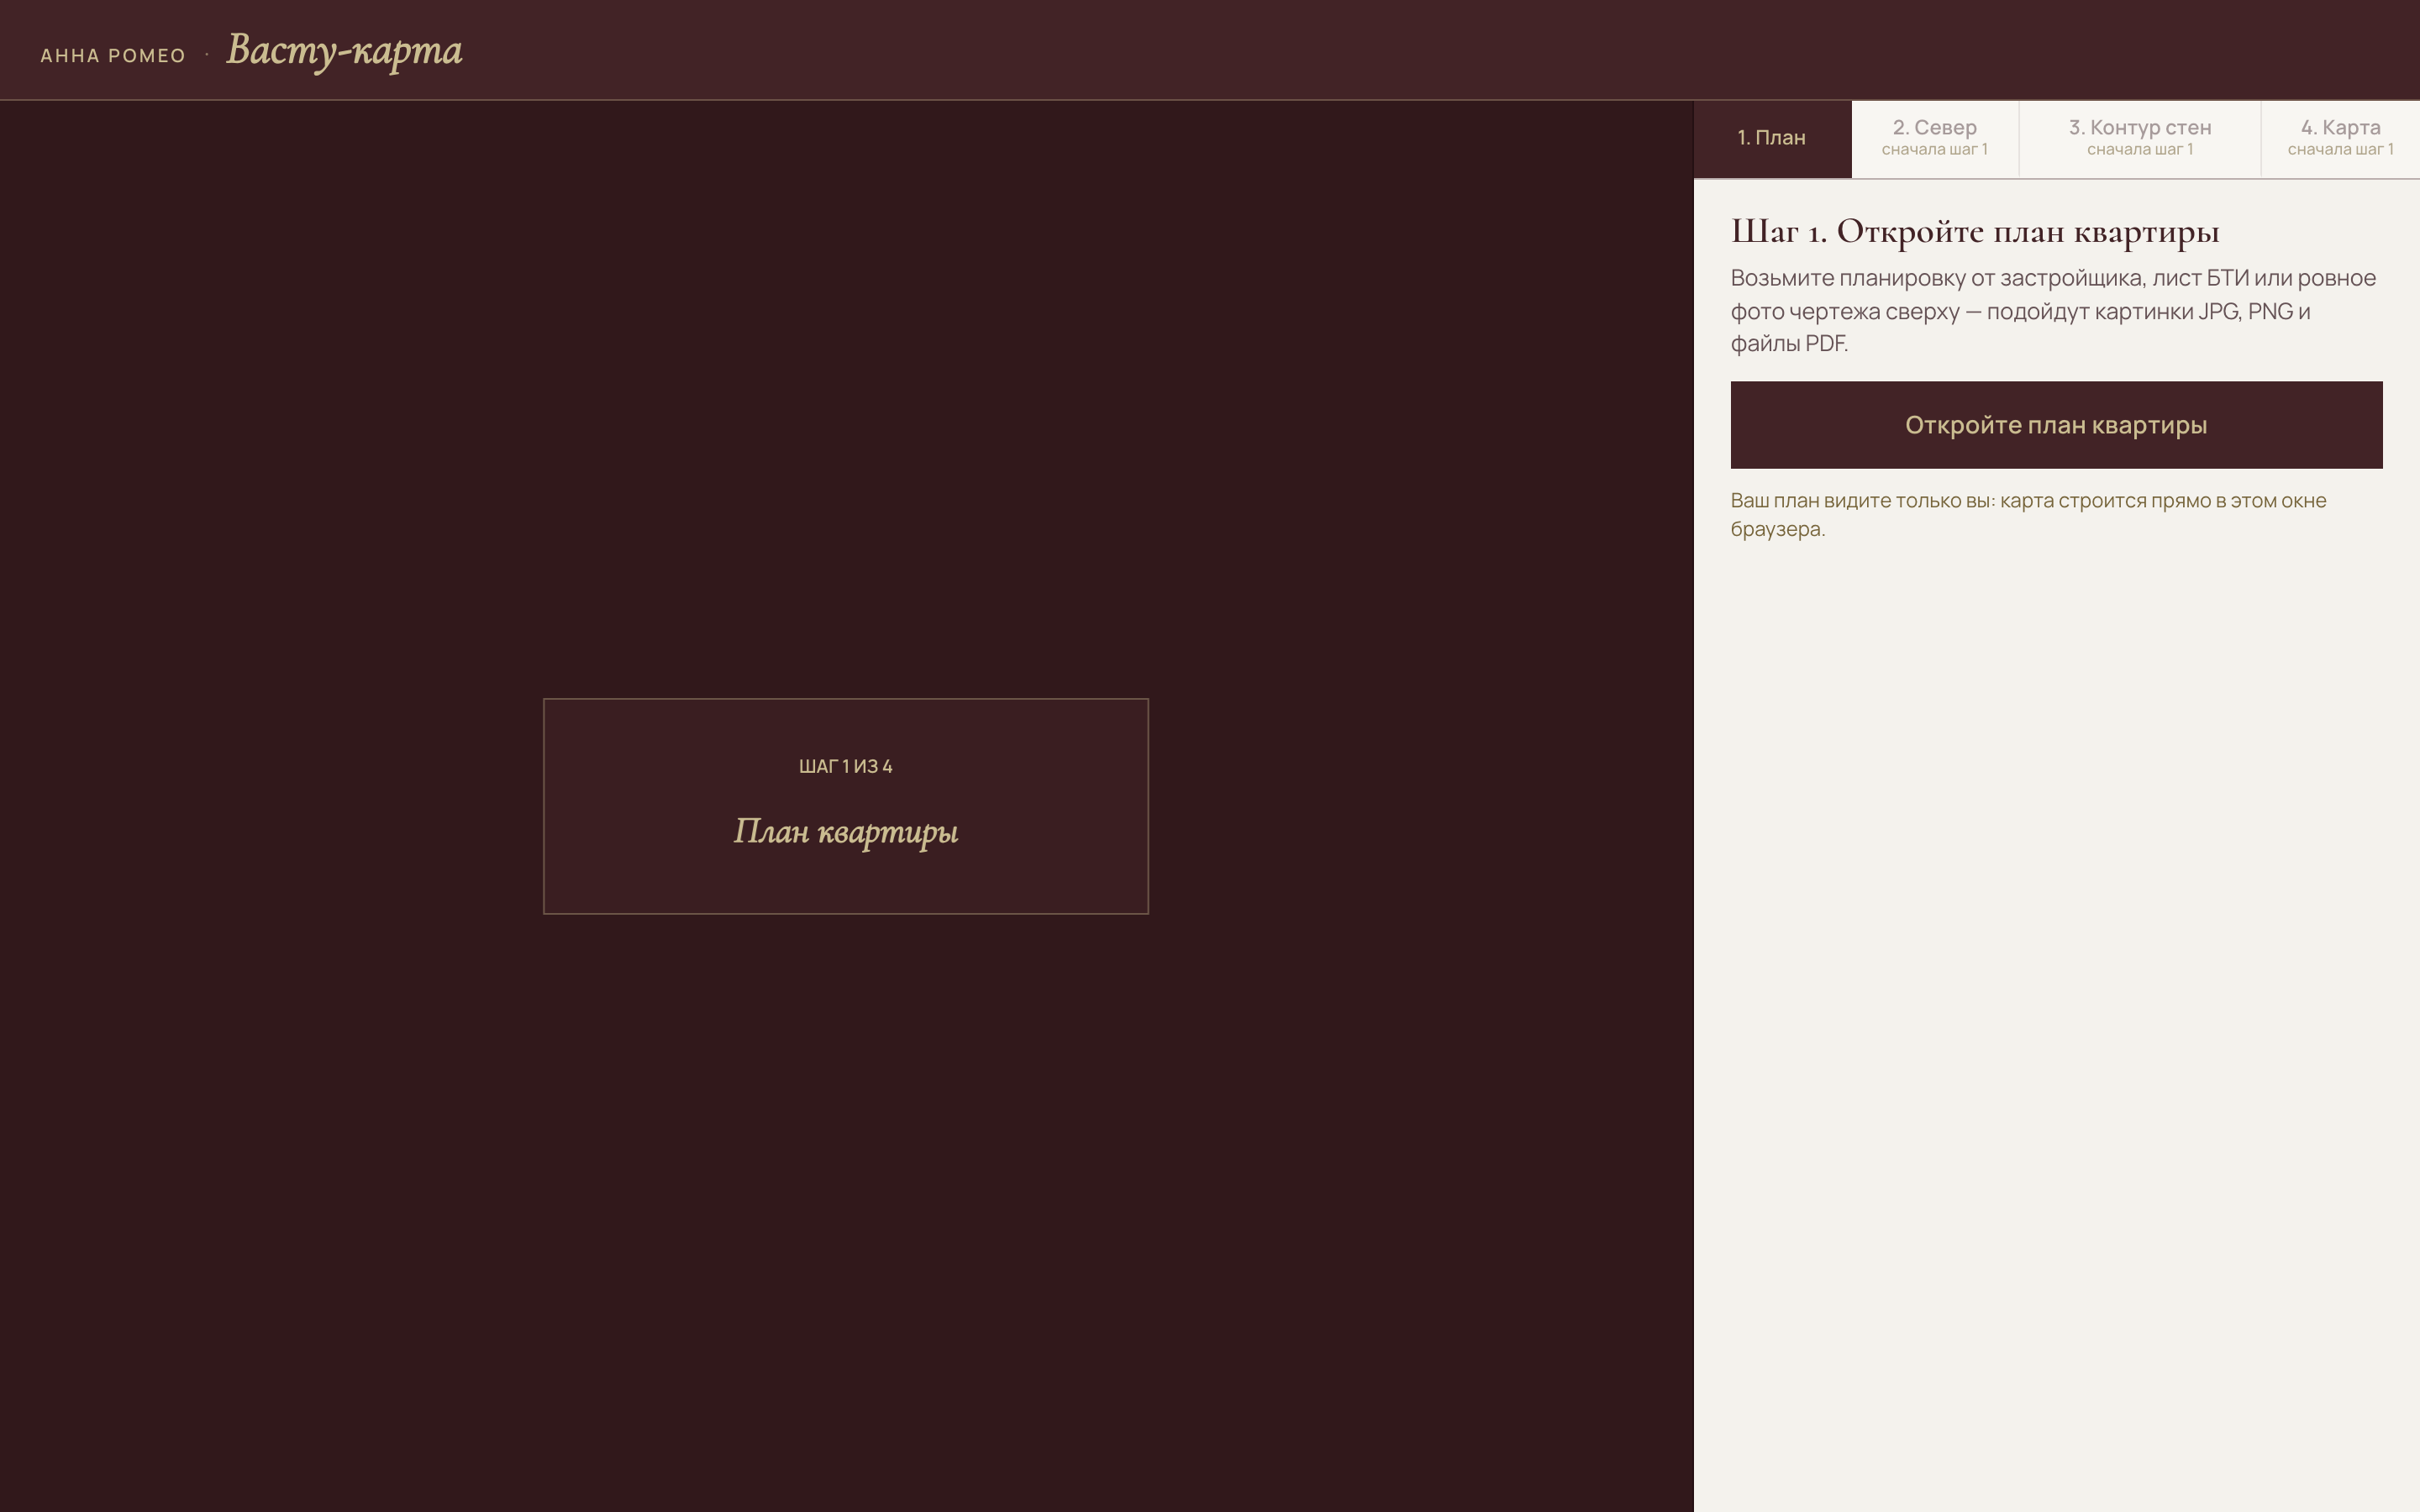 АННА РОМЕО · Васту-карта
1. План
2. Север
сначала шаг 1
3. Контур стен
сначала шаг 1
4. Карта
сначала шаг 1
Шаг 1. Откройте план квартиры
Возьмите планировку от застройщика, лист БТИ или ровное
фото чертежа сверху — подойдут картинки JPG, PNG и
файлы PDF.
Откройте план квартиры
Ваш план видите только вы: карта строится прямо в этом окне
браузера.
ШАГ 1 ИЗ 4
План квартиры